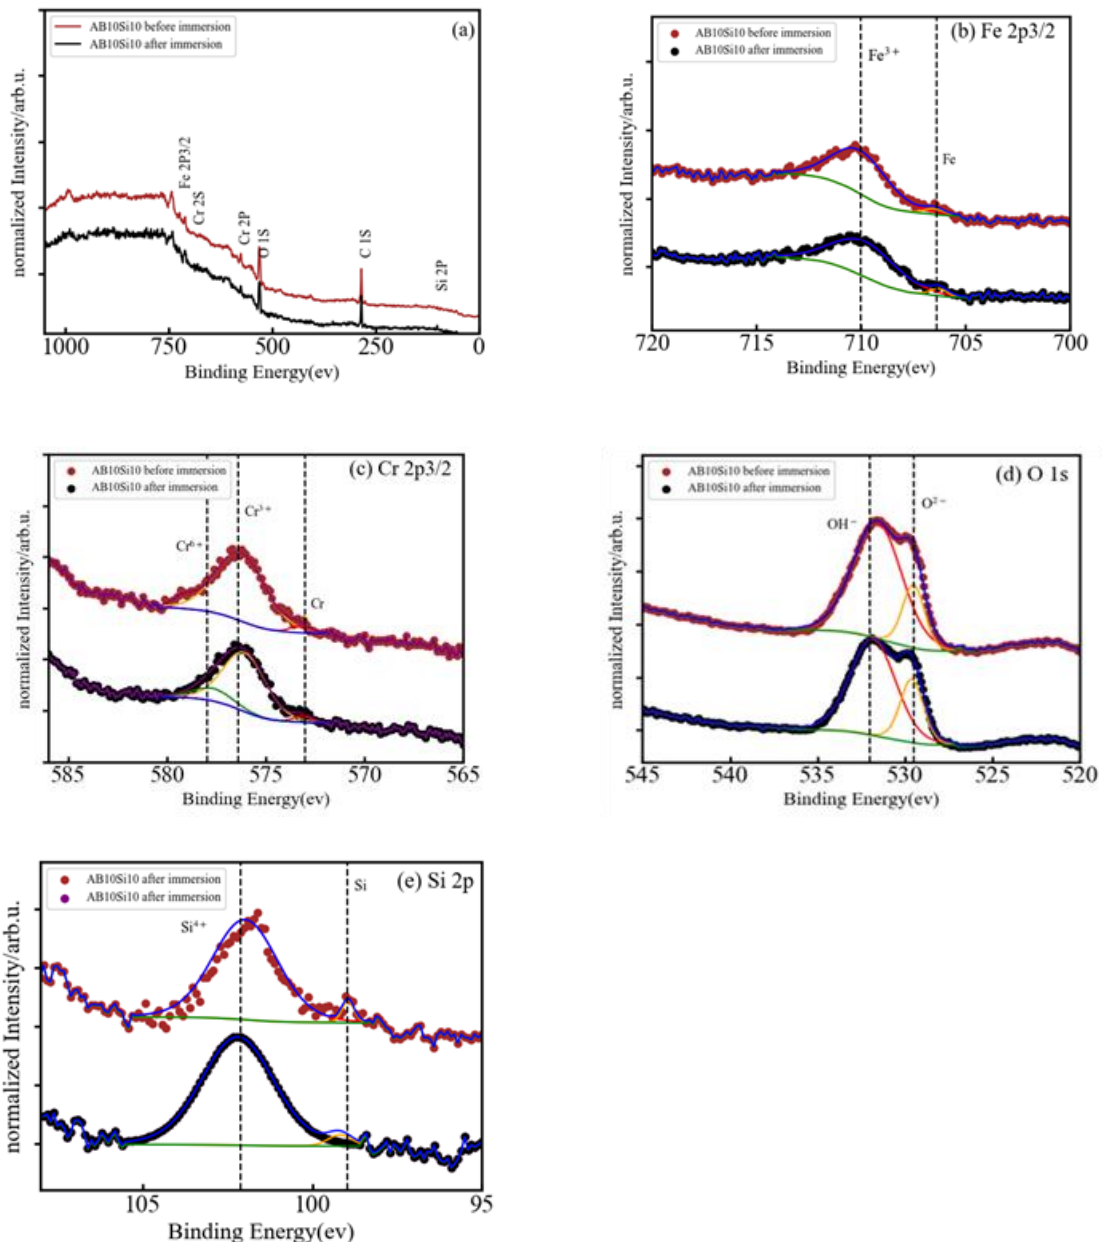 AB10Si10 before immersion
AB10Si10 after immersion
(a)
normalized Intensity/arb.u.
Fe 2P3/2
Cr 2S
Cr 2P
O 1S
C 1S
Si 2P
1000 750 500 250 0
Binding Energy(ev)
AB10Si10 before immersion
AB10Si10 after immersion
(b) Fe 2p3/2
normalized Intensity/arb.u.
Fe³⁺
Fe
720 715 710 705 700
Binding Energy(ev)
AB10Si10 before immersion
AB10Si10 after immersion
(c) Cr 2p3/2
normalized Intensity/arb.u.
Cr³⁺
Cr⁶⁺
Cr
585 580 575 570 565
Binding Energy(ev)
AB10Si10 before immersion
AB10Si10 after immersion
(d) O 1s
normalized Intensity/arb.u.
O²⁻
OH⁻
545 540 535 530 525 520
Binding Energy(ev)
AB10Si10 after immersion
AB10Si10 after immersion
(e) Si 2p
normalized Intensity/arb.u.
Si
Si⁴⁺
105 100 95
Binding Energy(ev)